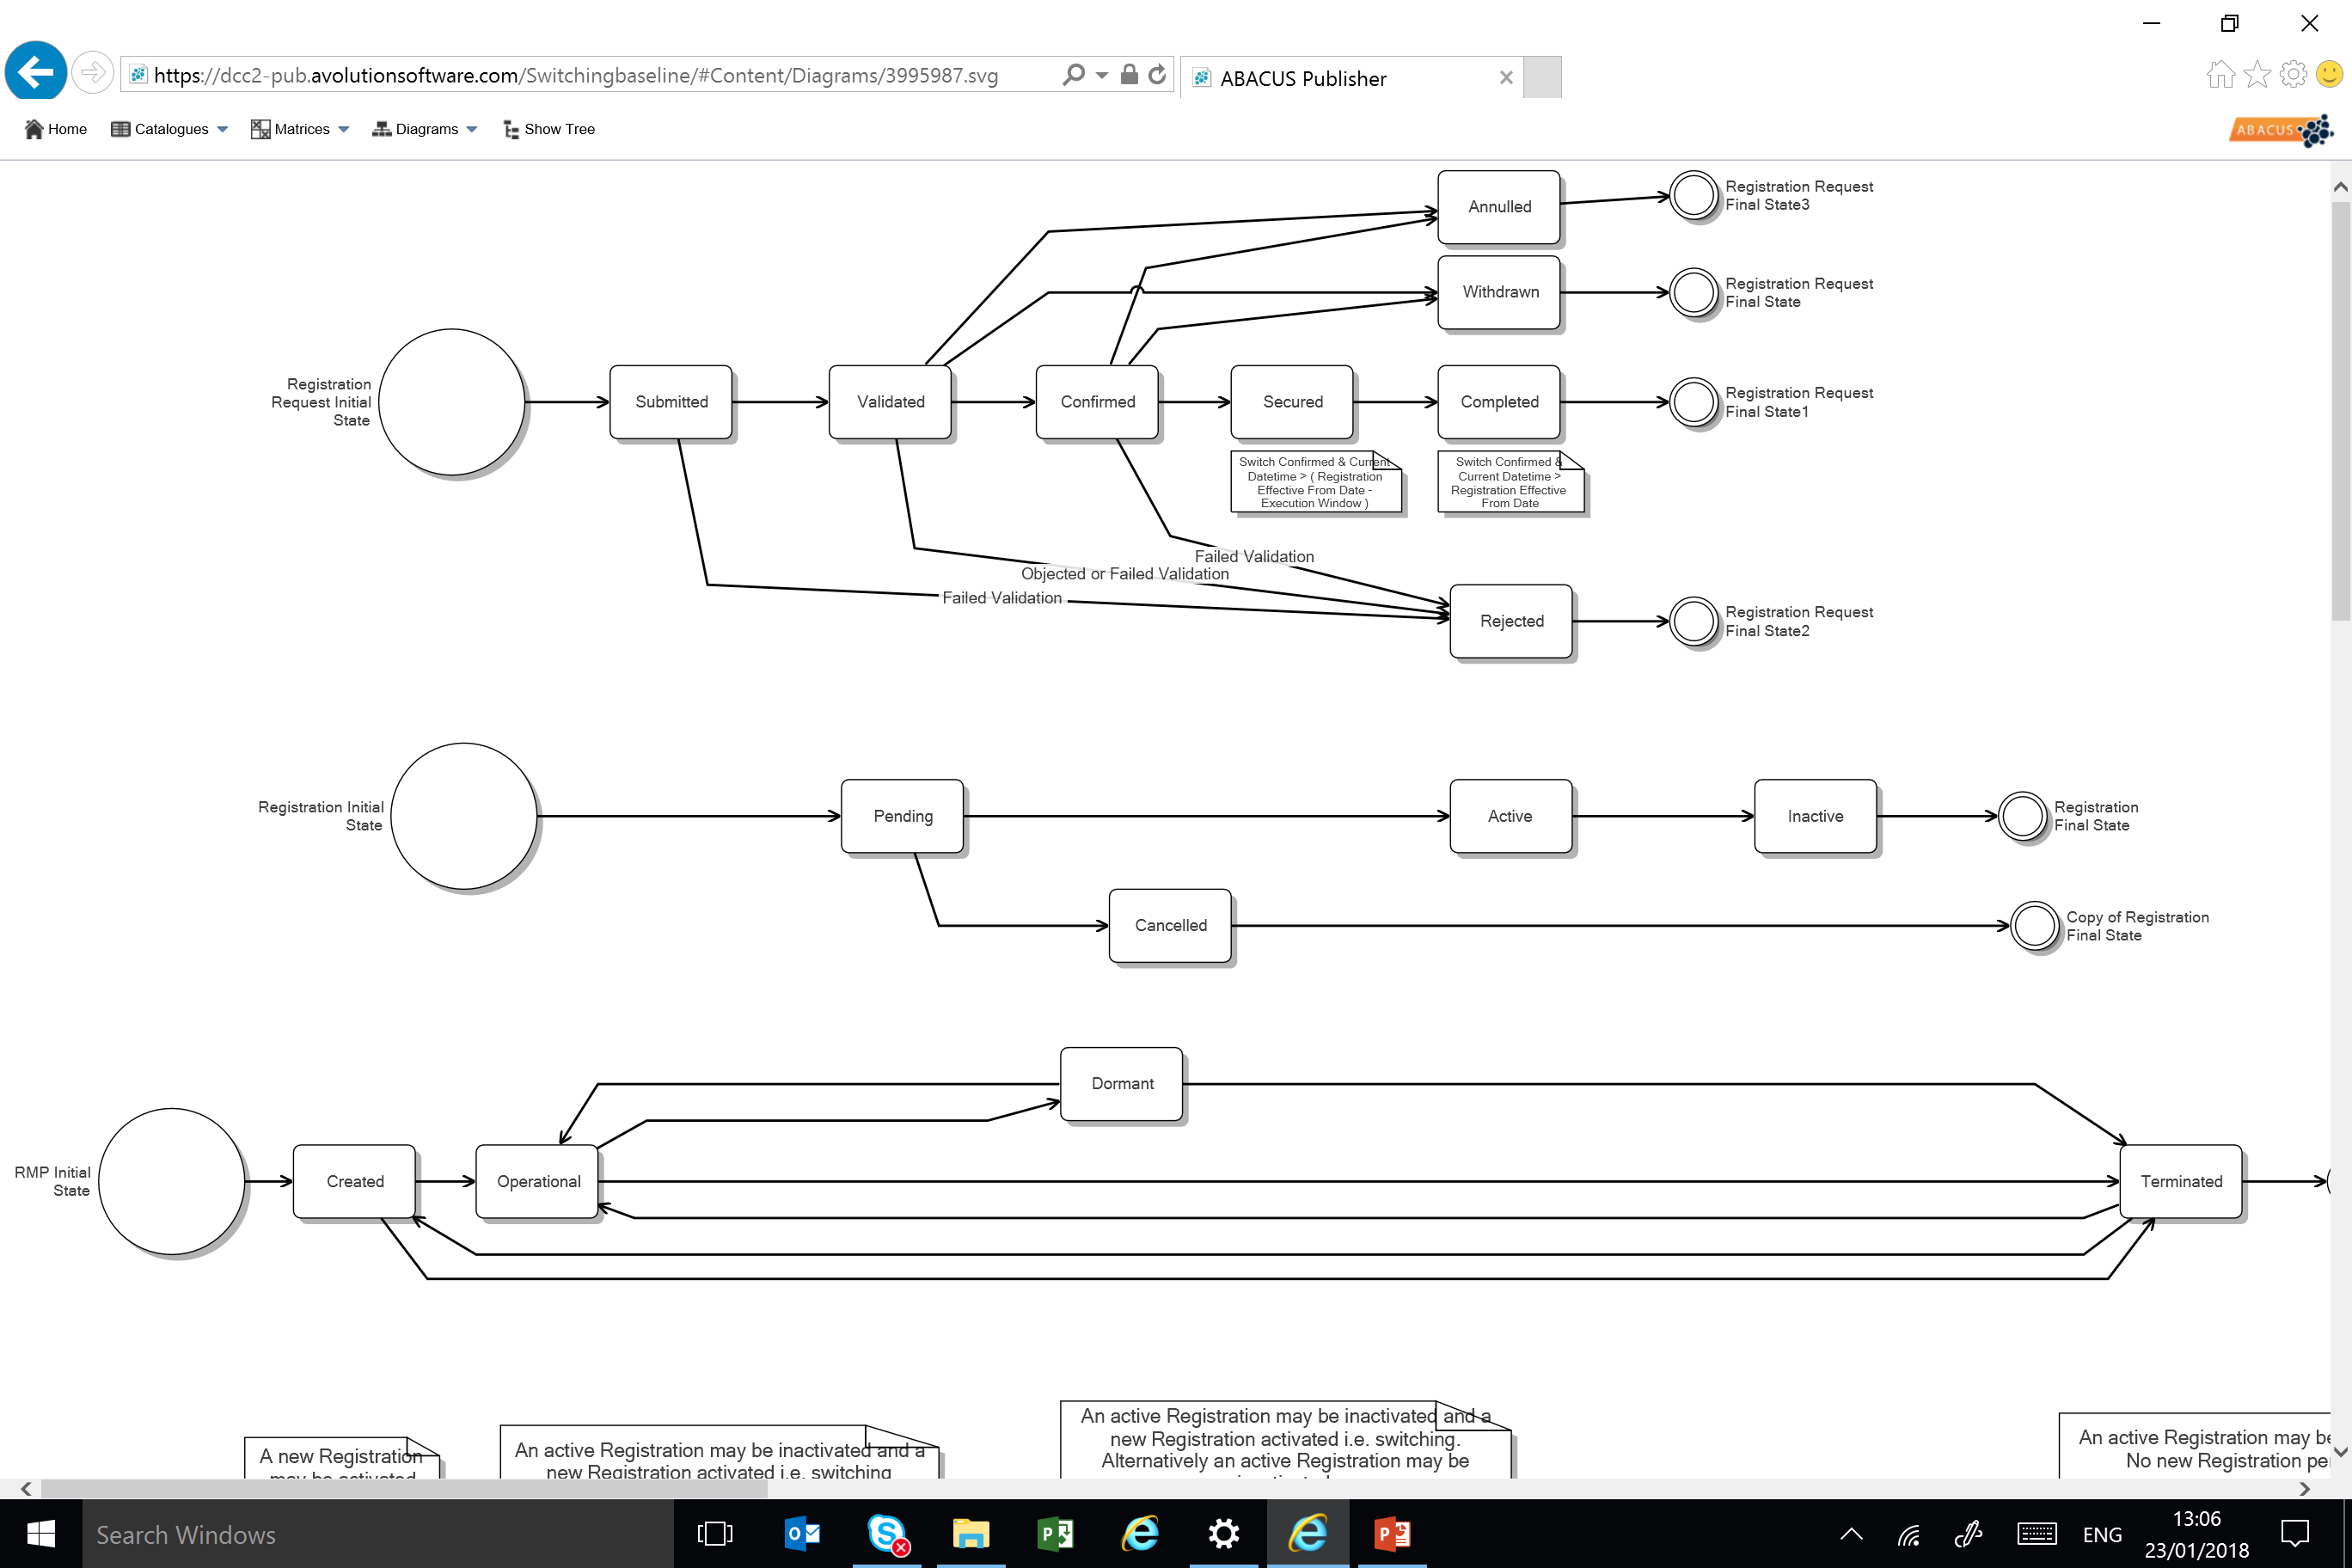 https://dcc2-pub.avolutionsoftware.com/Switchingbaseline/#Content/Diagrams/3995987.svg
ABACUS Publisher
Home
Catalogues
Matrices
Diagrams
Show Tree
ABACUS
Annulled
Registration Request
Final State3
Withdrawn
Registration Request
Final State
Registration
Request Initial
State
Submitted
Validated
Confirmed
Secured
Completed
Registration Request
Final State1
Switch Confirmed & Current
Datetime > ( Registration
Effective From Date -
Execution Window )
Switch Confirmed &
Current Datetime >
Registration Effective
From Date
Failed Validation
Objected or Failed Validation
Failed Validation
Rejected
Registration Request
Final State2
Registration Initial
State
Pending
Active
Inactive
Registration
Final State
Cancelled
Copy of Registration
Final State
Dormant
RMP Initial
State
Created
Operational
Terminated
A new Registration
may be activated
An active Registration may be inactivated and a
new Registration activated i.e. switching
An active Registration may be inactivated and a
new Registration activated i.e. switching.
Alternatively an active Registration may be
An active Registration may be
No new Registration
Search Windows
ENG
13:06
23/01/2018